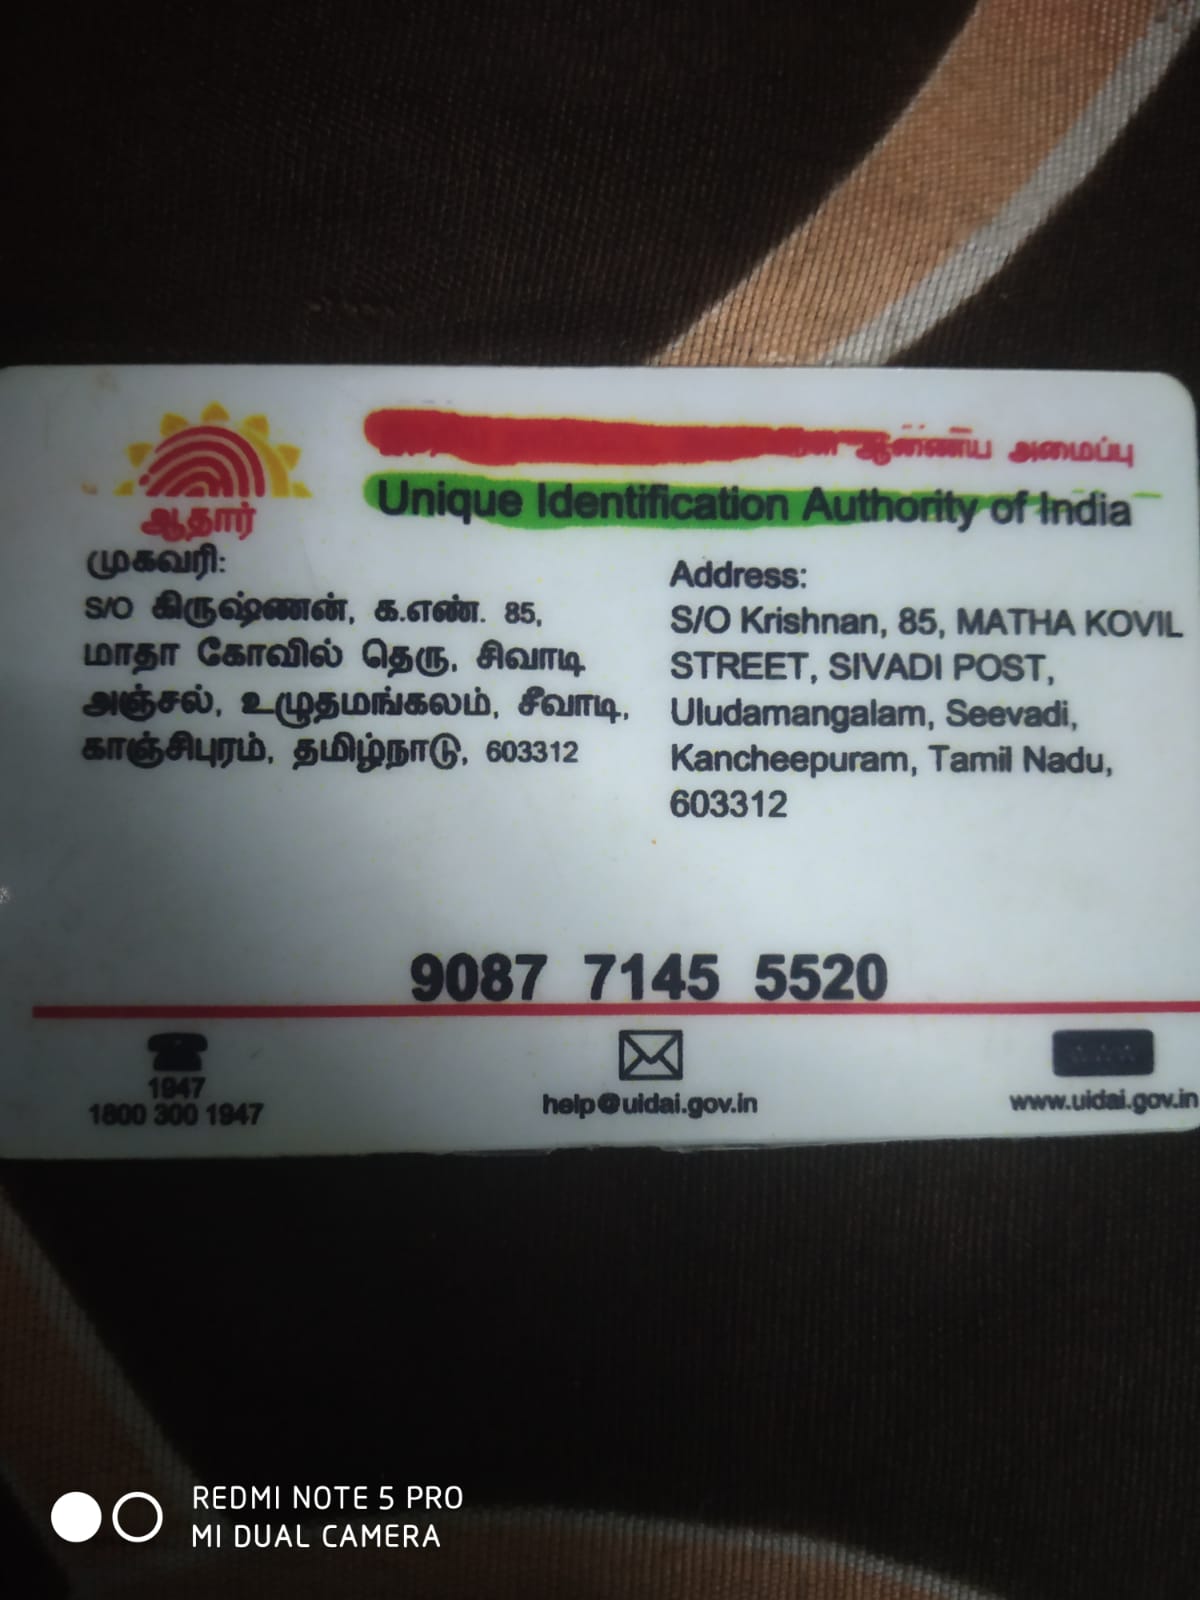 ஆணைய அமைப்பு
Unique Identification Authority of India
ஆதார்
முகவரி:
S/O கிருஷ்ணன், க.எண். 85,
மாதா கோவில் தெரு, சிவாடி
அஞ்சல், உழுதமங்கலம், சீவாடி,
காஞ்சிபுரம், தமிழ்நாடு, 603312
Address:
S/O Krishnan, 85, MATHA KOVIL
STREET, SIVADI POST,
Uludamangalam, Seevadi,
Kancheepuram, Tamil Nadu,
603312
9087 7145 5520
1947
1800 300 1947
help@uidai.gov.in
www.uidai.gov.in
REDMI NOTE 5 PRO
MI DUAL CAMERA